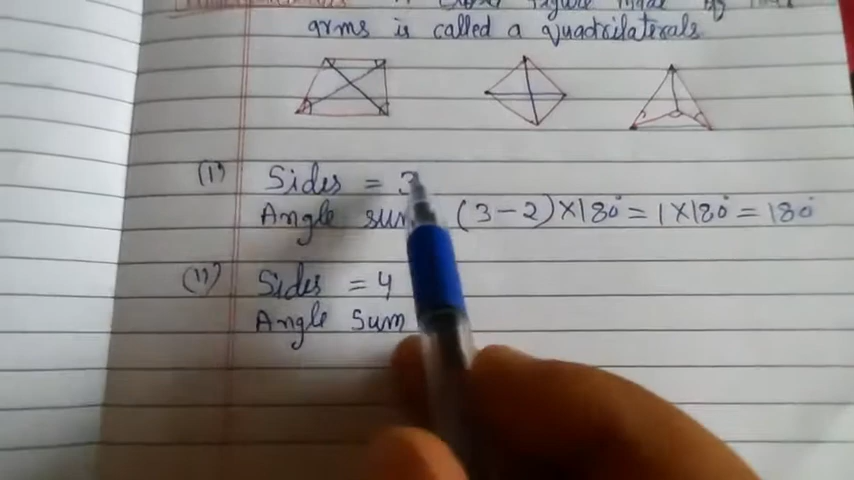 arms is called a quadrilaterals
(i) Sides = 3
Angle sum (3-2)×180° = 1×180° = 180°
(ii) Sides = 4
Angle Sum